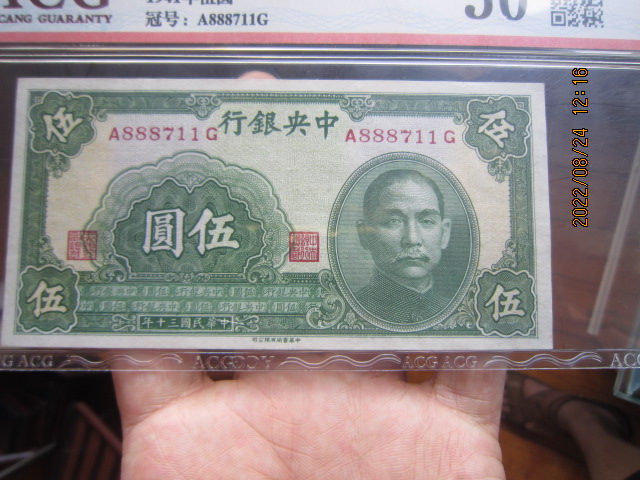 CANG GUARANTY
冠号: A888711G
50
行銀央中
A888711G
A888711G
伍
伍
圓伍
伍
伍
年十三國民華中
ACG ACG
ACG ACG
2022/08/24 12:16